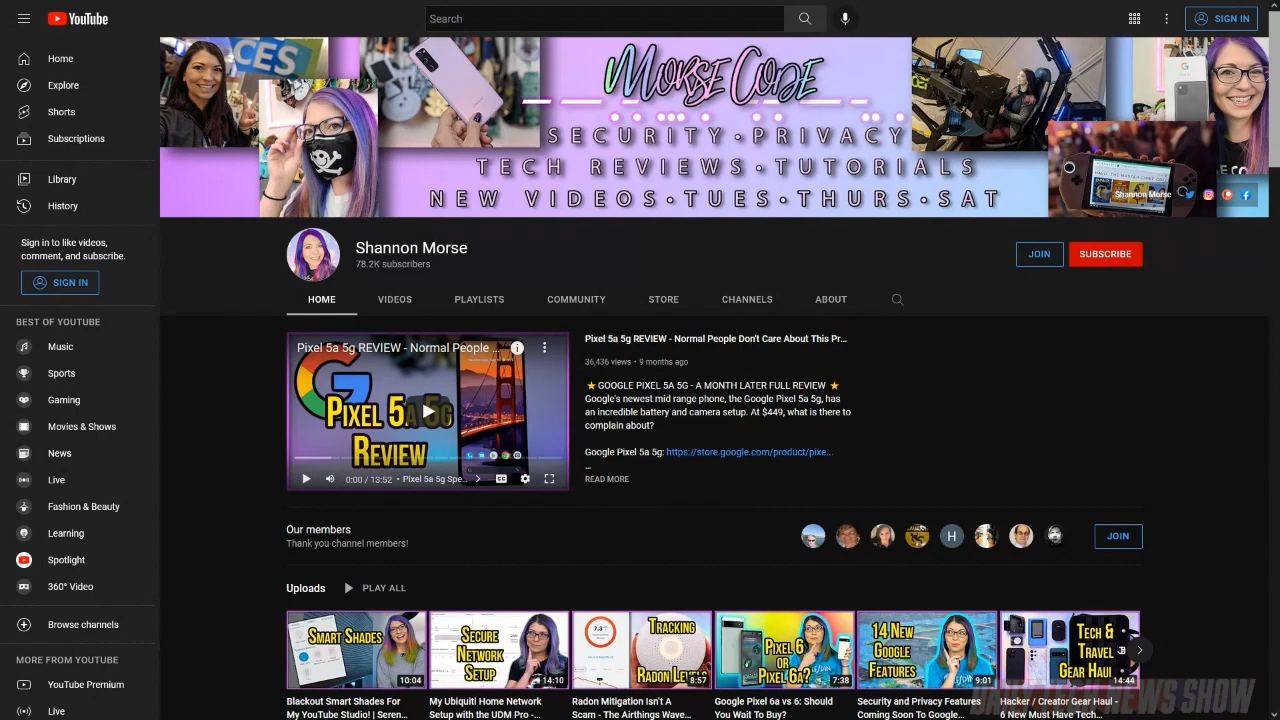 YouTube
Search
SIGN IN
Home
Explore
Shorts
Subscriptions
Library
History
Sign in to like videos,
comment, and subscribe.
SIGN IN
BEST OF YOUTUBE
Music
Sports
Gaming
Movies & Shows
News
Live
Fashion & Beauty
Learning
Spotlight
360° Video
Browse channels
MORE FROM YOUTUBE
YouTube Premium
Live
CES
MORSE CODE
SECURITY • PRIVACY
TECH REVIEWS • TUTORIALS
EW VIDEOS • TUES • THURS • SAT
Shannon Morse
Shannon Morse
78.2K subscribers
JOIN
SUBSCRIBE
HOME
VIDEOS
PLAYLISTS
COMMUNITY
STORE
CHANNELS
ABOUT
Pixel 5a 5g REVIEW - Normal People ...
PIXEL 5A 5G
REVIEW
0:00 / 13:52 • Pixel 5a 5g Spe...
Pixel 5a 5g REVIEW - Normal People Don't Care About This Pr...
36,436 views • 9 months ago
⭐GOOGLE PIXEL 5A 5G - A MONTH LATER FULL REVIEW ⭐
Google's newest mid range phone, the Google Pixel 5a 5g, has
an incredible battery and camera setup. At $449, what is there to
complain about?
Google Pixel 5a 5g: https://store.google.com/product/pixe...
...
READ MORE
Our members
Thank you channel members!
H
JOIN
Uploads
PLAY ALL
SMART SHADES
10:04
SECURE
NETWORK
SETUP
14:10
TRACKING
RADON LEVELS
8:57
PIXEL 6
OR
PIXEL 6A?
7:38
14 NEW
GOOGLE
FEATURES
9:01
TECH &
TRAVEL
GEAR HAUL
14:44
Blackout Smart Shades For
My YouTube Studio! | Seren...
My Ubiquiti Home Network
Setup with the UDM Pro - ...
Radon Mitigation Isn't A
Scam - The Airthings Wave...
Google Pixel 6a vs 6: Should
You Wait To Buy?
Security and Privacy Features
Coming Soon To Google...
Hacker / Creator Gear Haul -
6 New Must Have Tech...
NEWS SHOW